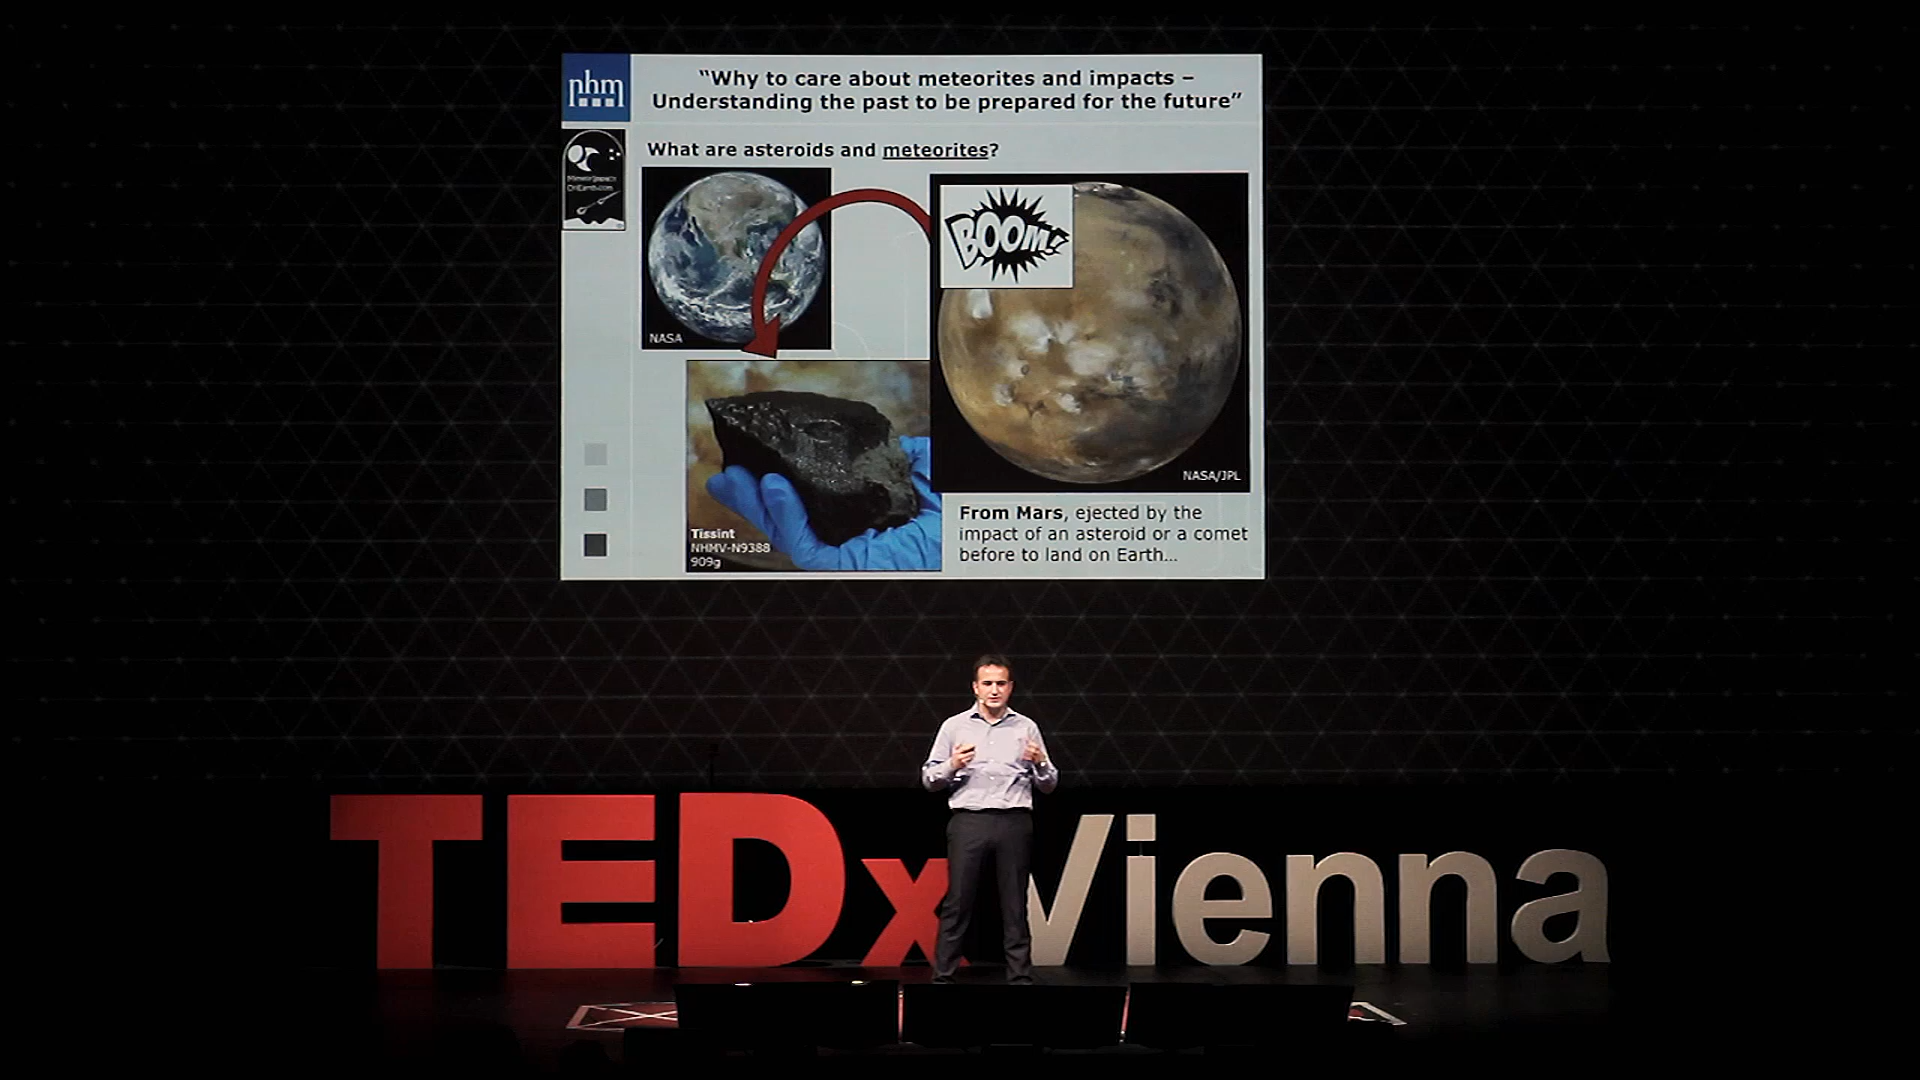 nhm
“Why to care about meteorites and impacts –
Understanding the past to be prepared for the future”
What are asteroids and meteorites?
BOOM!
NASA
NASA/JPL
Tissint
NHMV-N9388
909g
From Mars, ejected by the
impact of an asteroid or a comet
before to land on Earth...
TEDxVienna